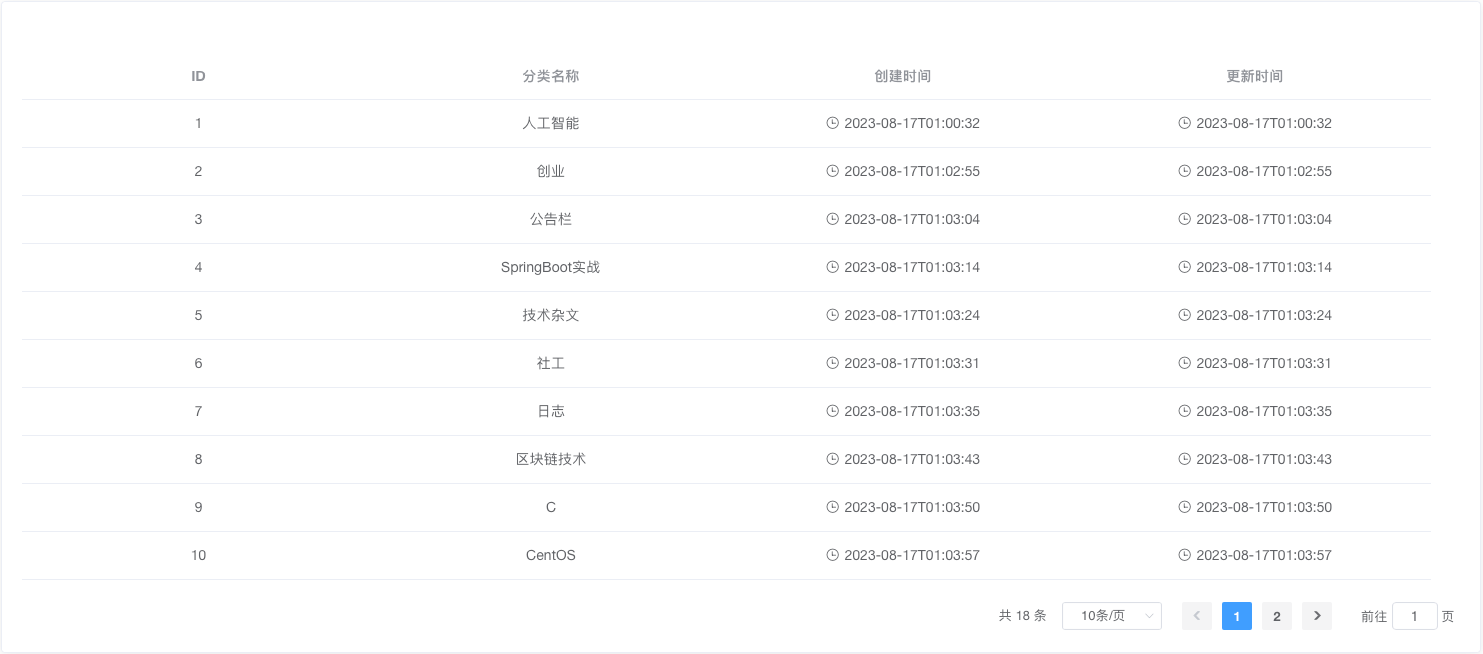 ID 分类名称 创建时间 更新时间
1 人工智能 2023-08-17T01:00:32 2023-08-17T01:00:32
2 创业 2023-08-17T01:02:55 2023-08-17T01:02:55
3 公告栏 2023-08-17T01:03:04 2023-08-17T01:03:04
4 SpringBoot实战 2023-08-17T01:03:14 2023-08-17T01:03:14
5 技术杂文 2023-08-17T01:03:24 2023-08-17T01:03:24
6 社工 2023-08-17T01:03:31 2023-08-17T01:03:31
7 日志 2023-08-17T01:03:35 2023-08-17T01:03:35
8 区块链技术 2023-08-17T01:03:43 2023-08-17T01:03:43
9 C 2023-08-17T01:03:50 2023-08-17T01:03:50
10 CentOS 2023-08-17T01:03:57 2023-08-17T01:03:57
共 18 条 10条/页 1 2 前往 1 页